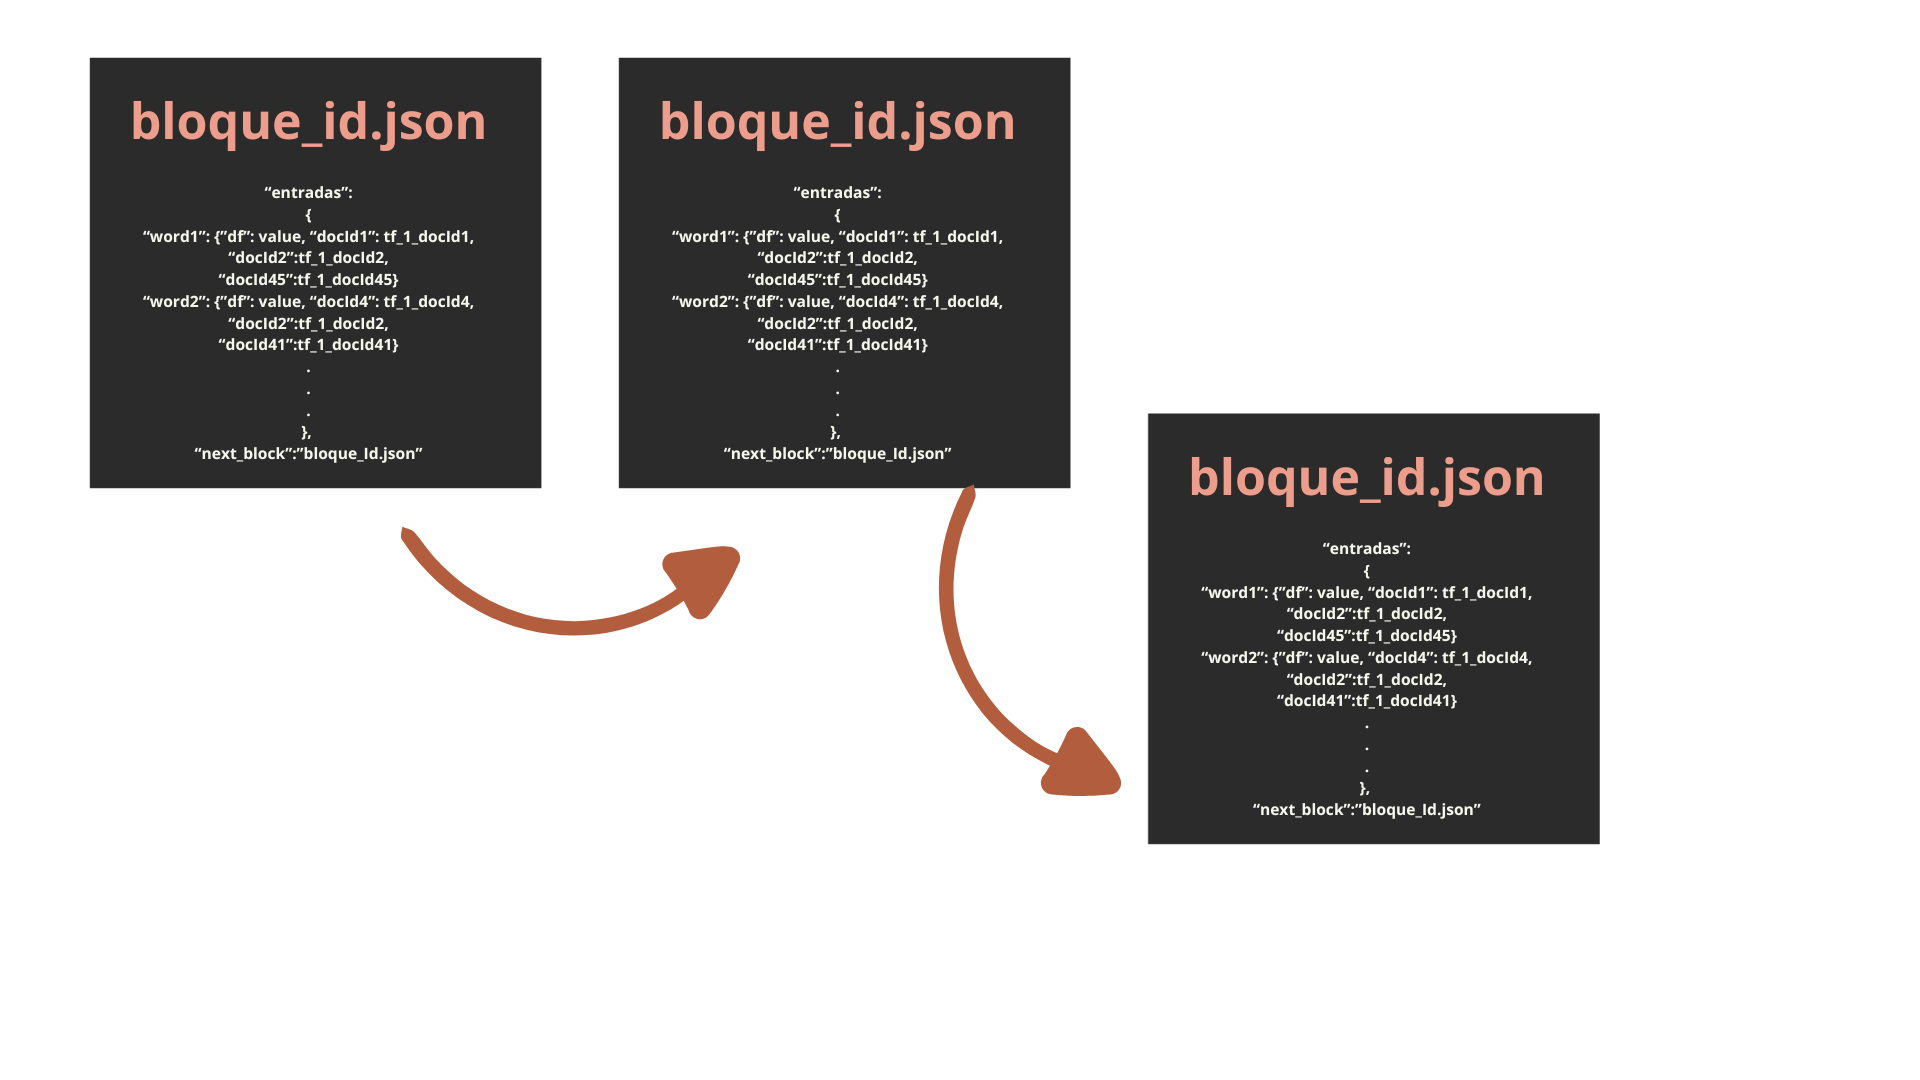 bloque_id.json
“entradas”:
{
“word1”: {”df”: value, “docId1”: tf_1_docId1,
“docId2”:tf_1_docId2,
“docId45”:tf_1_docId45}
“word2”: {”df”: value, “docId4”: tf_1_docId4,
“docId2”:tf_1_docId2,
“docId41”:tf_1_docId41}
.
.
.
},
“next_block”:”bloque_Id.json”
bloque_id.json
“entradas”:
{
“word1”: {”df”: value, “docId1”: tf_1_docId1,
“docId2”:tf_1_docId2,
“docId45”:tf_1_docId45}
“word2”: {”df”: value, “docId4”: tf_1_docId4,
“docId2”:tf_1_docId2,
“docId41”:tf_1_docId41}
.
.
.
},
“next_block”:”bloque_Id.json”
bloque_id.json
“entradas”:
{
“word1”: {”df”: value, “docId1”: tf_1_docId1,
“docId2”:tf_1_docId2,
“docId45”:tf_1_docId45}
“word2”: {”df”: value, “docId4”: tf_1_docId4,
“docId2”:tf_1_docId2,
“docId41”:tf_1_docId41}
.
.
.
},
“next_block”:”bloque_Id.json”